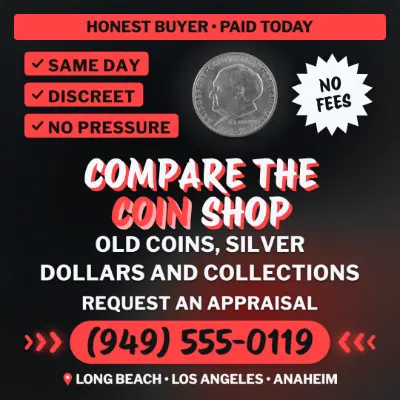 HONEST BUYER • PAID TODAY
✓ SAME DAY
✓ DISCREET
✓ NO PRESSURE
NO
FEES
COMPARE THE
COIN SHOP
OLD COINS, SILVER
DOLLARS AND COLLECTIONS
REQUEST AN APPRAISAL
(949) 555-0119
LONG BEACH • LOS ANGELES • ANAHEIM